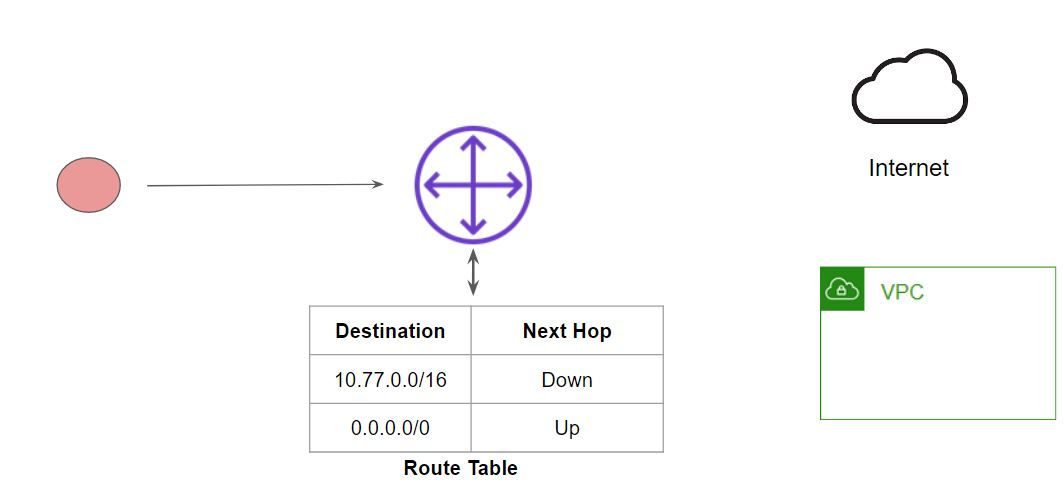 Internet
VPC
Destination Next Hop
10.77.0.0/16 Down
0.0.0.0/0 Up
Route Table